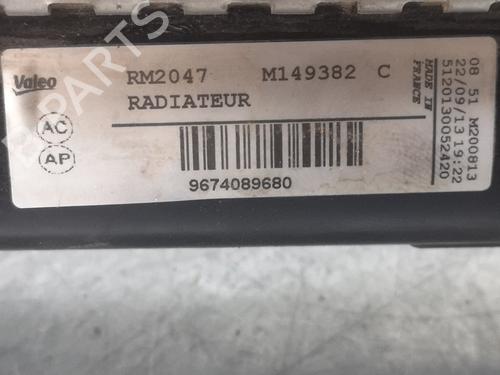 Valeo
RM2047 M149382 C
RADIATEUR
AC
AP
9674089680
MADE IN
FRANCE
08 51 M200813
22/09/13 19:22
5120130052420
B-PARTS